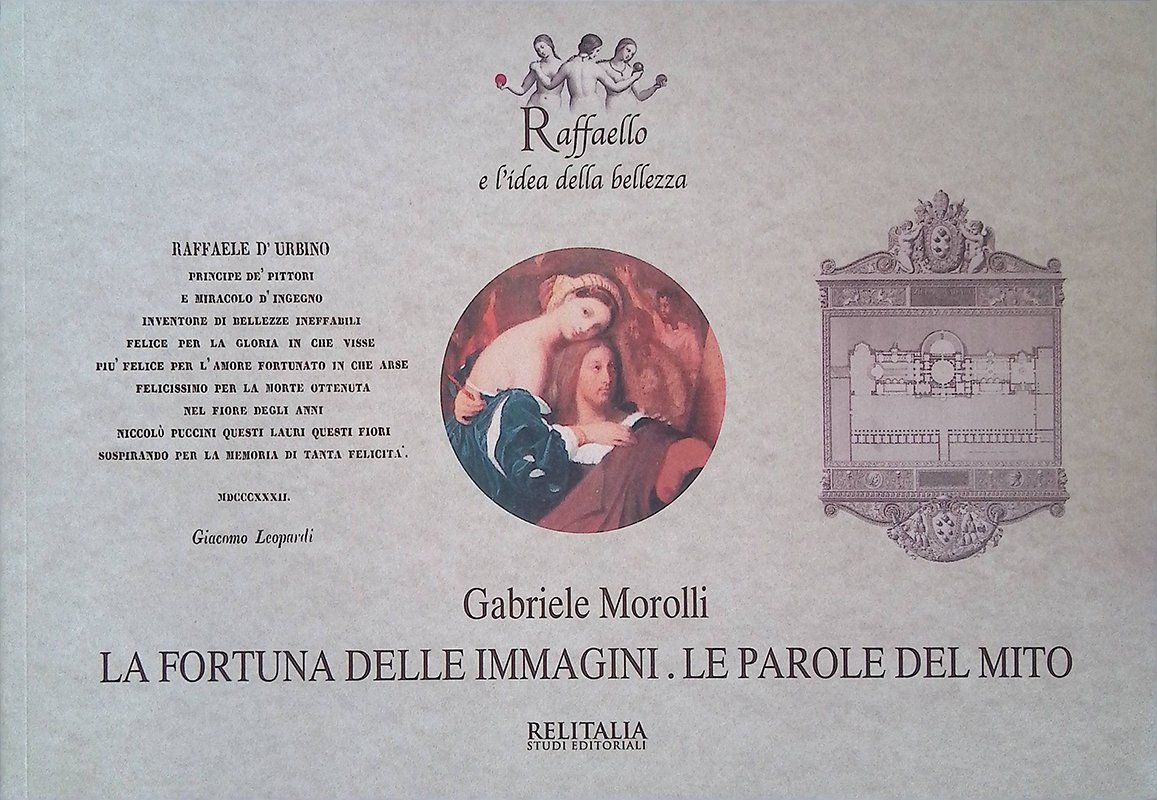 Raffaello
e l'idea della bellezza
RAFFAELE D' URBINO
PRINCIPE DE' PITTORI
E MIRACOLO D' INGEGNO
INVENTORE DI BELLEZZE INEFFABILI
FELICE PER LA GLORIA IN CHE VISSE
PIU' FELICE PER L' AMORE FORTUNATO IN CHE ARSE
FELICISSIMO PER LA MORTE OTTENUTA
NEL FIORE DEGLI ANNI
NICCOLÒ PUCCINI QUESTI LAURI QUESTI FIORI
SOSPIRANDO PER LA MEMORIA DI TANTA FELICITA'.
MDCCCXXXII.
Giacomo Leopardi
Gabriele Morolli
LA FORTUNA DELLE IMMAGINI. LE PAROLE DEL MITO
RELITALIA
STUDI EDITORIALI